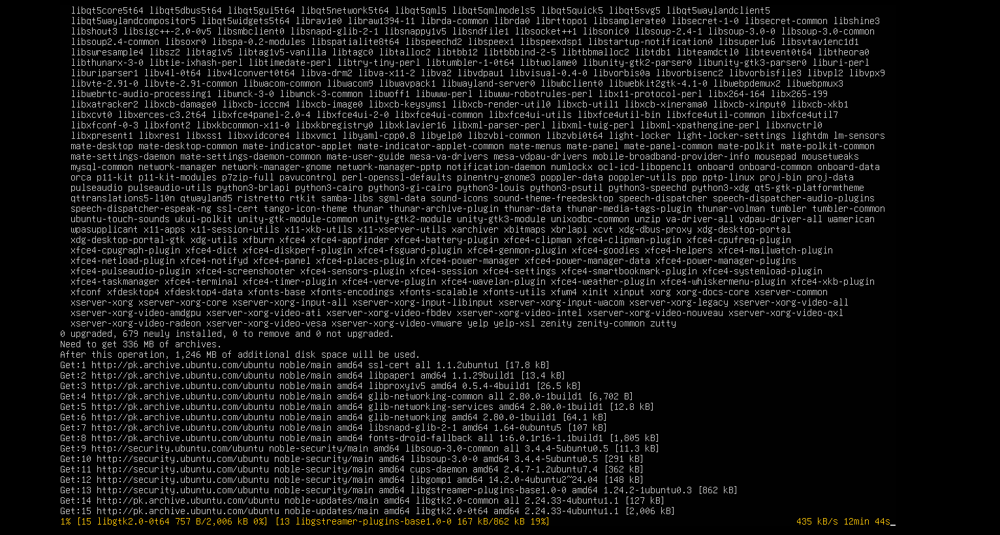 libqt5core5t64 libqt5dbus5t64 libqt5gui5t64 libqt5network5t64 libqt5qml5 libqt5qmlmodels5 libqt5quick5 libqt5svg5 libqt5waylandclient5
libqt5waylandcompositor5 libqt5widgets5t64 librav1e0 libraw1394-11 librda-common librda0 librttopo1 libsamplerate0 libsecret-1-0 libsecret-common libshine3
libshout3 libsigc++-2.0-0v5 libsmbclient0 libsnapd-glib-2-1 libsnappy1v5 libsndfile1 libsocket++1 libsonic0 libsoup-2.4-1 libsoup-3.0-0 libsoup-3.0-common
libsoup2.4-common libsoxr0 libspa-0.2-modules libspatialite8t64 libspeechd2 libspeex1 libspeexdsp1 libstartup-notification0 libsuperlu6 libsvtav1enc1d1
libswresample4 libsz2 libtag1v5 libtag1v5-vanilla libtagc0 libtalloc2 libtbb12 libtbbbind-2-5 libtbbmalloc2 libtdb1 libteamdctl0 libtevent0t64 libtheora0
libthunarx-3-0 libtie-ixhash-perl libtimedate-perl libtry-tiny-perl libtumbler-1-0t64 libtwolame0 libunity-gtk2-parser0 libunity-gtk3-parser0 liburi-perl
liburiparser1 libv4l-0t64 libv4lconvert0t64 libva-drm2 libva-x11-2 libva2 libvdpau1 libvisual-0.4-0 libvorbis0a libvorbisenc2 libvorbisfile3 libvpl2 libvpx9
libvte-2.91-0 libvte-2.91-common libwacom-common libwacom9 libwavpack1 libwayland-server0 libwbclient0 libwebkit2gtk-4.1-0 libwebpdemux2 libwebpmux3
libwebrtc-audio-processing1 libwnck-3-0 libwnck-3-common libwoff1 libwww-perl libwww-robotrules-perl libx11-protocol-perl libx264-164 libx265-199
libxatracker2 libxcb-damage0 libxcb-icccm4 libxcb-image0 libxcb-keysyms1 libxcb-render-util0 libxcb-util1 libxcb-xinerama0 libxcb-xinput0 libxcb-xkb1
libxcvt0 libxerces-c3.2t64 libxfce4panel-2.0-4 libxfce4ui-2-0 libxfce4ui-common libxfce4ui-utils libxfce4util-bin libxfce4util-common libxfce4util7
libxfconf-0-3 libxfont2 libxkbcommon-x11-0 libxkbregistry0 libxklavier16 libxml-parser-perl libxml-twig-perl libxml-xpathengine-perl libxnvctrl0
libxpresent1 libxres1 libxss1 libxvidcore4 libxvmc1 libyaml-cpp0.8 libyelp0 libzvbi-common libzvbi0t64 light-locker light-locker-settings lightdm lm-sensors
mate-desktop mate-desktop-common mate-indicator-applet mate-indicator-applet-common mate-menus mate-panel mate-panel-common mate-polkit mate-polkit-common
mate-settings-daemon mate-settings-daemon-common mate-user-guide mesa-va-drivers mesa-vdpau-drivers mobile-broadband-provider-info mousepad mousetweaks
mysql-common network-manager network-manager-gnome network-manager-pptp notification-daemon numlockx ocl-icd-libopencl1 onboard onboard-common onboard-data
orca p11-kit p11-kit-modules p7zip-full pavucontrol perl-openssl-defaults pinentry-gnome3 poppler-data poppler-utils ppp pptp-linux proj-bin proj-data
pulseaudio pulseaudio-utils python3-brlapi python3-cairo python3-gi-cairo python3-louis python3-psutil python3-speechd python3-xdg qt5-gtk-platformtheme
qttranslations5-l10n qtwayland5 ristretto rtkit samba-libs sgml-data sound-icons sound-theme-freedesktop speech-dispatcher speech-dispatcher-audio-plugins
speech-dispatcher-espeak-ng ssl-cert tango-icon-theme thunar thunar-archive-plugin thunar-data thunar-media-tags-plugin thunar-volman tumbler tumbler-common
ubuntu-touch-sounds ukui-polkit unity-gtk-module-common unity-gtk2-module unity-gtk3-module unixodbc-common unzip va-driver-all vdpau-driver-all wamerican
wpasupplicant x11-apps x11-session-utils x11-xkb-utils x11-xserver-utils xarchiver xbitmaps xbrlapi xcvt xdg-dbus-proxy xdg-desktop-portal
xdg-desktop-portal-gtk xdg-utils xfburn xfce4 xfce4-appfinder xfce4-battery-plugin xfce4-clipman xfce4-clipman-plugin xfce4-cpufreq-plugin
xfce4-cpugraph-plugin xfce4-dict xfce4-diskperf-plugin xfce4-fsguard-plugin xfce4-genmon-plugin xfce4-goodies xfce4-helpers xfce4-mailwatch-plugin
xfce4-netload-plugin xfce4-notifyd xfce4-panel xfce4-places-plugin xfce4-power-manager xfce4-power-manager-data xfce4-power-manager-plugins
xfce4-pulseaudio-plugin xfce4-screenshooter xfce4-sensors-plugin xfce4-session xfce4-settings xfce4-smartbookmark-plugin xfce4-systemload-plugin
xfce4-taskmanager xfce4-terminal xfce4-timer-plugin xfce4-verve-plugin xfce4-wavelan-plugin xfce4-weather-plugin xfce4-whiskermenu-plugin xfce4-xkb-plugin
xfconf xfdesktop4 xfdesktop4-data xfonts-base xfonts-encodings xfonts-scalable xfonts-utils xfwm4 xinit xinput xorg xorg-docs-core xserver-common
xserver-xorg xserver-xorg-core xserver-xorg-input-all xserver-xorg-input-libinput xserver-xorg-input-wacom xserver-xorg-legacy xserver-xorg-video-all
xserver-xorg-video-amdgpu xserver-xorg-video-ati xserver-xorg-video-fbdev xserver-xorg-video-intel xserver-xorg-video-nouveau xserver-xorg-video-qxl
xserver-xorg-video-radeon xserver-xorg-video-vesa xserver-xorg-video-vmware yelp yelp-xsl zenity zenity-common zutty
0 upgraded, 679 newly installed, 0 to remove and 0 not upgraded.
Need to get 336 MB of archives.
After this operation, 1,246 MB of additional disk space will be used.
Get:1 http://pk.archive.ubuntu.com/ubuntu noble/main amd64 ssl-cert all 1.1.2ubuntu1 [17.8 kB]
Get:2 http://pk.archive.ubuntu.com/ubuntu noble/main amd64 libpaper1 amd64 1.1.29build1 [13.4 kB]
Get:3 http://pk.archive.ubuntu.com/ubuntu noble/main amd64 libproxy1v5 amd64 0.5.4-4build1 [26.5 kB]
Get:4 http://pk.archive.ubuntu.com/ubuntu noble/main amd64 glib-networking-common all 2.80.0-1build1 [6,702 B]
Get:5 http://pk.archive.ubuntu.com/ubuntu noble/main amd64 glib-networking-services amd64 2.80.0-1build1 [12.8 kB]
Get:6 http://pk.archive.ubuntu.com/ubuntu noble/main amd64 glib-networking amd64 2.80.0-1build1 [64.1 kB]
Get:7 http://pk.archive.ubuntu.com/ubuntu noble/main amd64 libsnapd-glib-2-1 amd64 1.64-0ubuntu5 [107 kB]
Get:8 http://pk.archive.ubuntu.com/ubuntu noble/main amd64 fonts-droid-fallback all 1:6.0.1r16-1.1build1 [1,805 kB]
Get:9 http://security.ubuntu.com/ubuntu noble-security/main amd64 libsoup-3.0-common all 3.4.4-5ubuntu0.5 [11.3 kB]
Get:10 http://security.ubuntu.com/ubuntu noble-security/main amd64 libsoup-3.0-0 amd64 3.4.4-5ubuntu0.5 [291 kB]
Get:11 http://security.ubuntu.com/ubuntu noble-security/main amd64 cups-daemon amd64 2.4.7-1.2ubuntu7.4 [362 kB]
Get:12 http://security.ubuntu.com/ubuntu noble-security/main amd64 libgomp1 amd64 14.2.0-4ubuntu2~24.04 [148 kB]
Get:13 http://security.ubuntu.com/ubuntu noble-security/main amd64 libgstreamer-plugins-base1.0-0 amd64 1.24.2-1ubuntu0.3 [862 kB]
Get:14 http://pk.archive.ubuntu.com/ubuntu noble-updates/main amd64 libgtk2.0-common all 2.24.33-4ubuntu1.1 [127 kB]
Get:15 http://pk.archive.ubuntu.com/ubuntu noble-updates/main amd64 libgtk2.0-0t64 amd64 2.24.33-4ubuntu1.1 [2,006 kB]
1% [15 libgtk2.0-0t64 757 B/2,006 kB 0%] [13 libgstreamer-plugins-base1.0-0 167 kB/862 kB 19%] 435 kB/s 12min 44s_